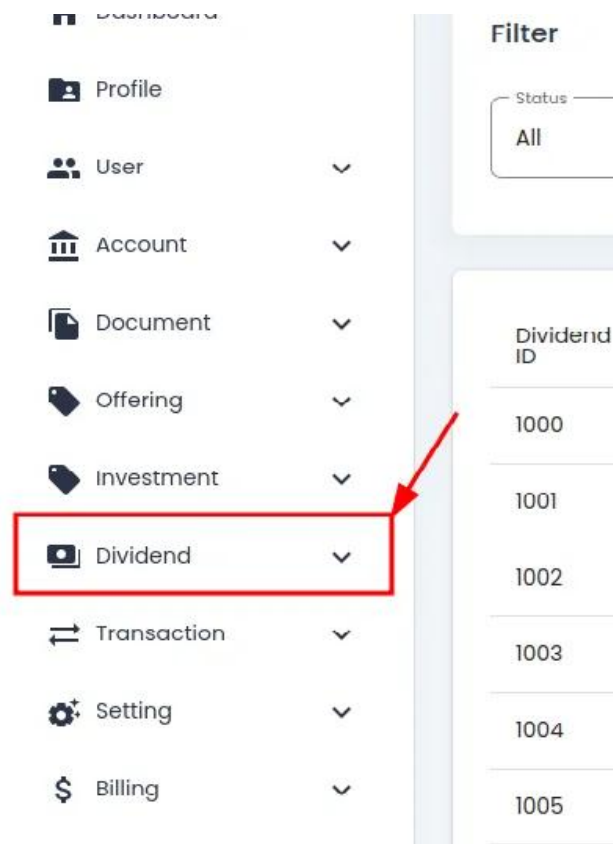 Dashboard
Profile
User
Account
Document
Offering
Investment
Dividend
Transaction
Setting
Billing
Filter
Status
All
Dividend
ID
1000
1001
1002
1003
1004
1005